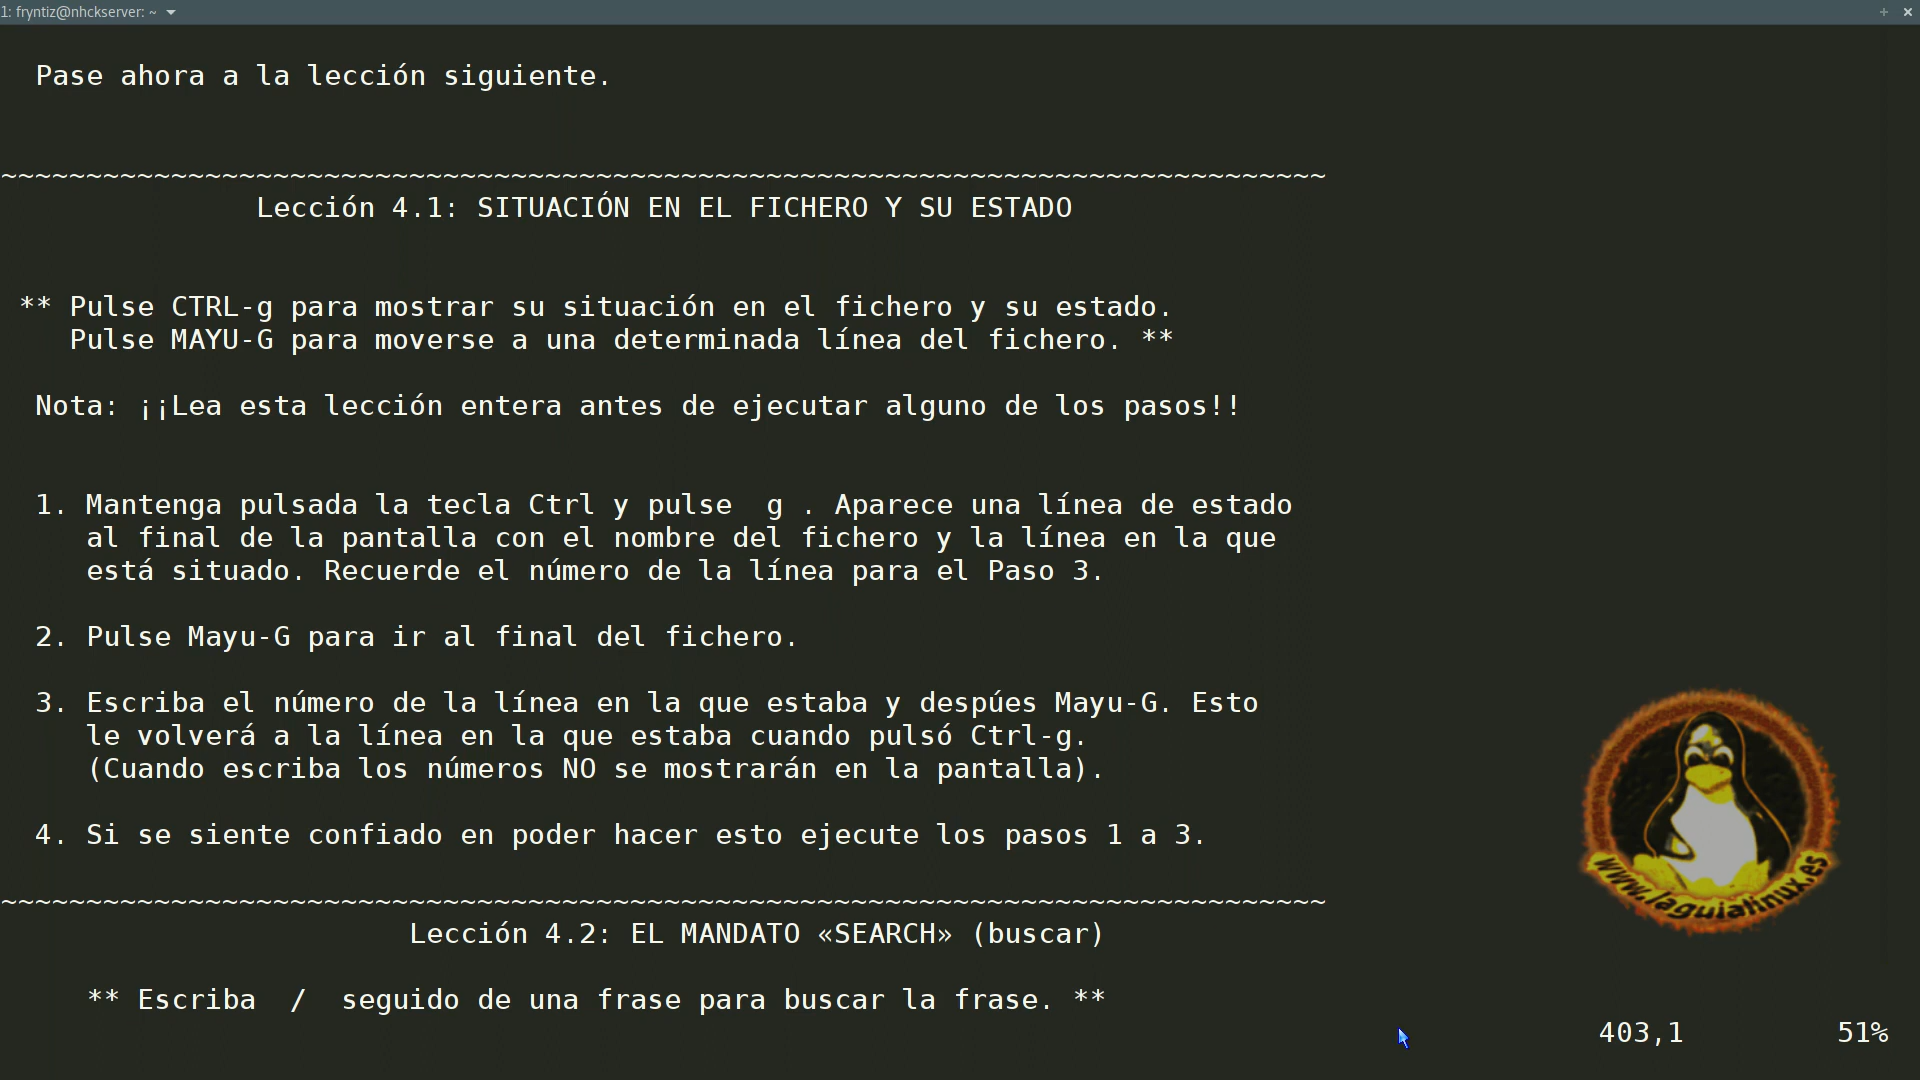 1: fryntiz@nhckserver: ~
Pase ahora a la lección siguiente.
~~~~~~~~~~~~~~~~~~~~~~~~~~~~~~~~~~~~~~~~~~~~~~~~~~~~~~~~~~~~~~~~~~~~~~~~~~~~~~
Lección 4.1: SITUACIÓN EN EL FICHERO Y SU ESTADO
** Pulse CTRL-g para mostrar su situación en el fichero y su estado.
Pulse MAYU-G para moverse a una determinada línea del fichero. **
Nota: ¡¡Lea esta lección entera antes de ejecutar alguno de los pasos!!
1. Mantenga pulsada la tecla Ctrl y pulse  g . Aparece una línea de estado
al final de la pantalla con el nombre del fichero y la línea en la que
está situado. Recuerde el número de la línea para el Paso 3.
2. Pulse Mayu-G para ir al final del fichero.
3. Escriba el número de la línea en la que estaba y despúes Mayu-G. Esto
le volverá a la línea en la que estaba cuando pulsó Ctrl-g.
(Cuando escriba los números NO se mostrarán en la pantalla).
4. Si se siente confiado en poder hacer esto ejecute los pasos 1 a 3.
www.laguialinux.es
~~~~~~~~~~~~~~~~~~~~~~~~~~~~~~~~~~~~~~~~~~~~~~~~~~~~~~~~~~~~~~~~~~~~~~~~~~~~~~
Lección 4.2: EL MANDATO «SEARCH» (buscar)
** Escriba  /  seguido de una frase para buscar la frase. **
403,1 51%